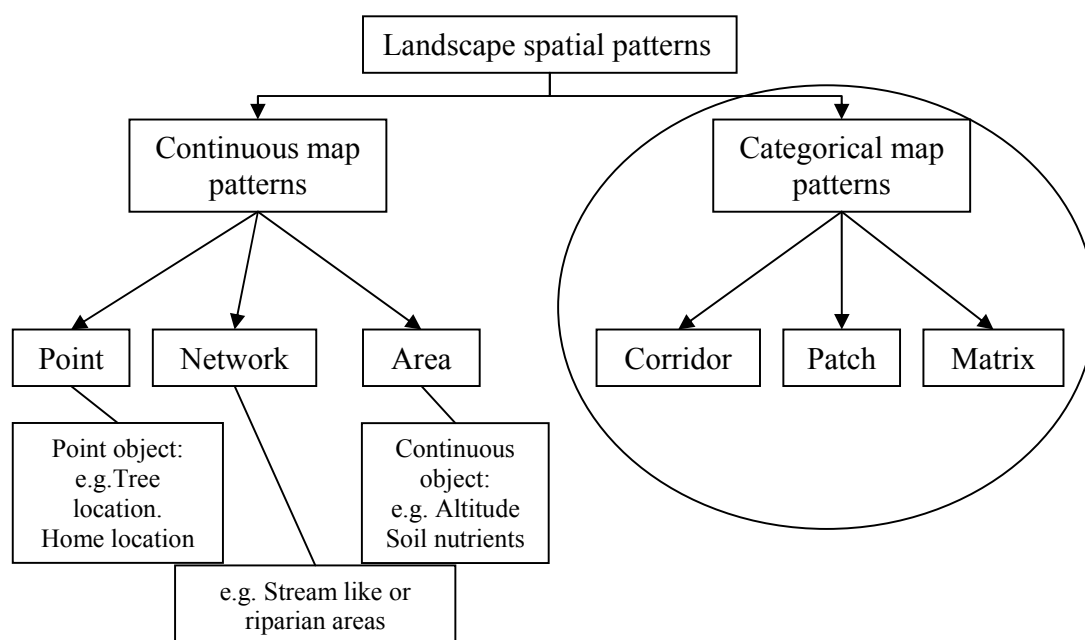 Landscape spatial patterns
Continuous map
patterns
Categorical map
patterns
Point
Network
Area
Corridor
Patch
Matrix
Point object:
e.g.Tree
location.
Home location
Continuous
object:
e.g. Altitude
Soil nutrients
e.g. Stream like or
riparian areas